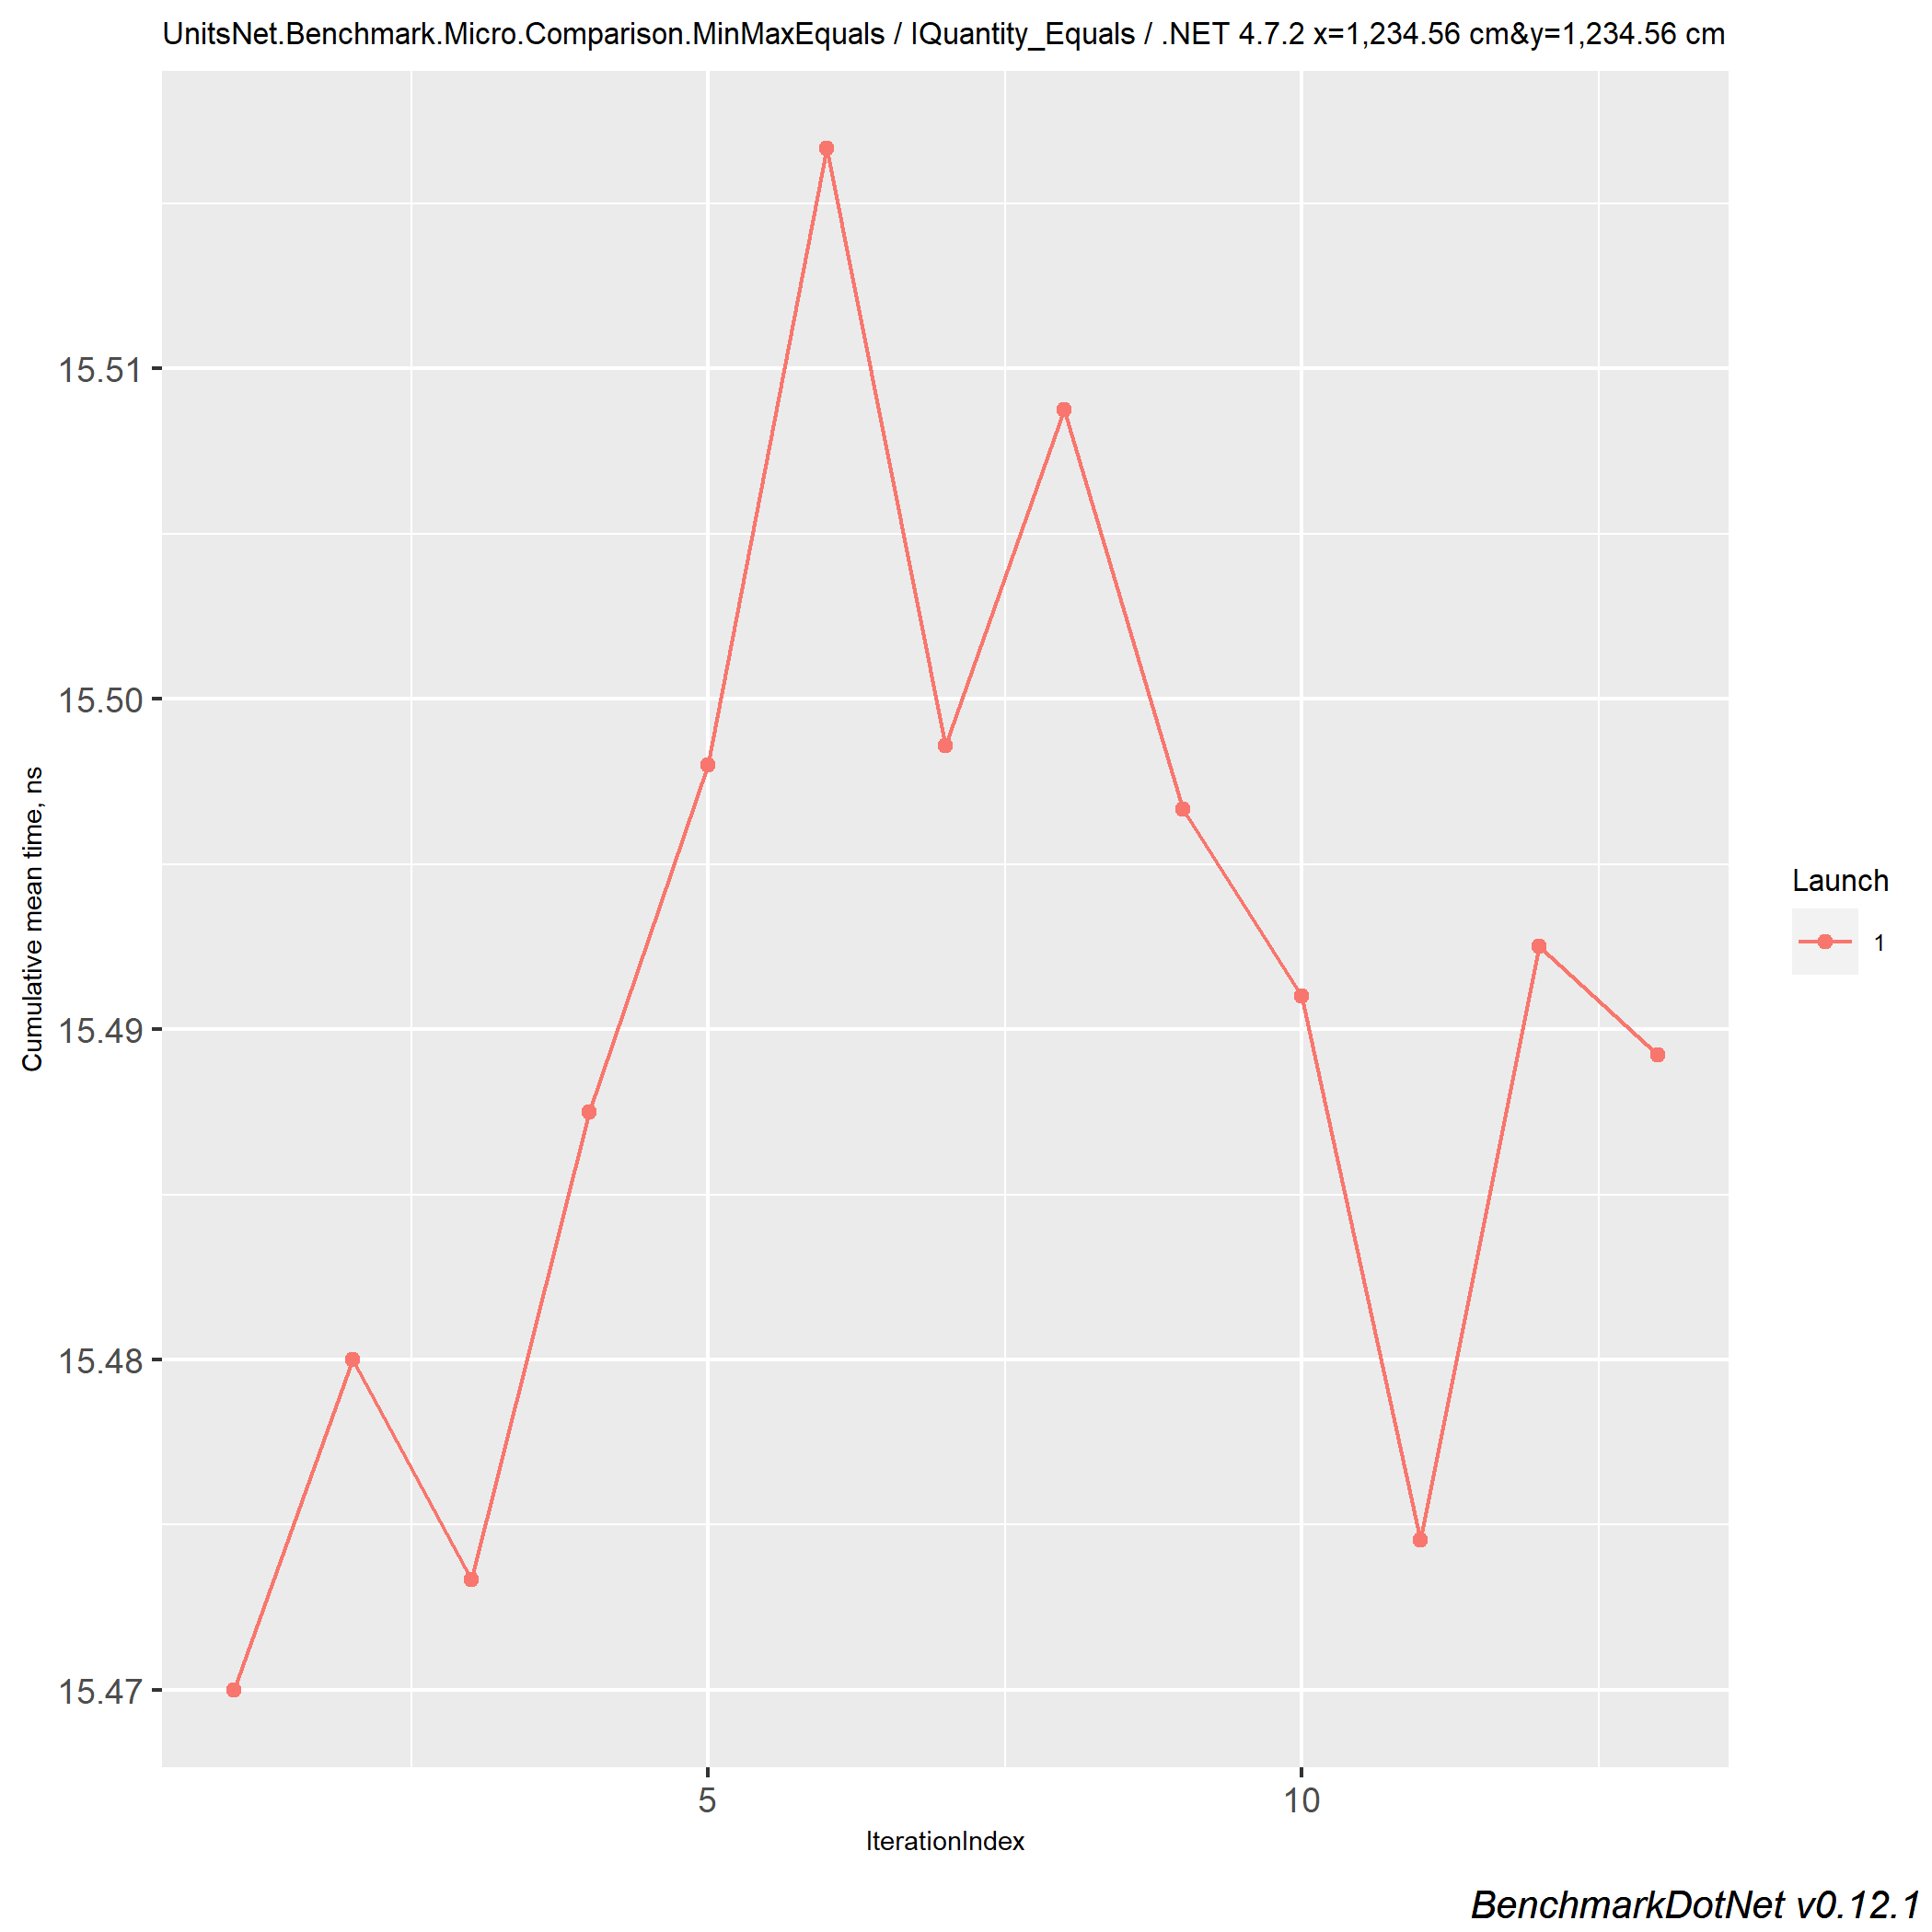 UnitsNet.Benchmark.Micro.Comparison.MinMaxEquals / IQuantity_Equals / .NET 4.7.2 x=1,234.56 cm&y=1,234.56 cm
15.51
15.50
15.49
15.48
15.47
Cumulative mean time, ns
5
10
IterationIndex
Launch
1
BenchmarkDotNet v0.12.1